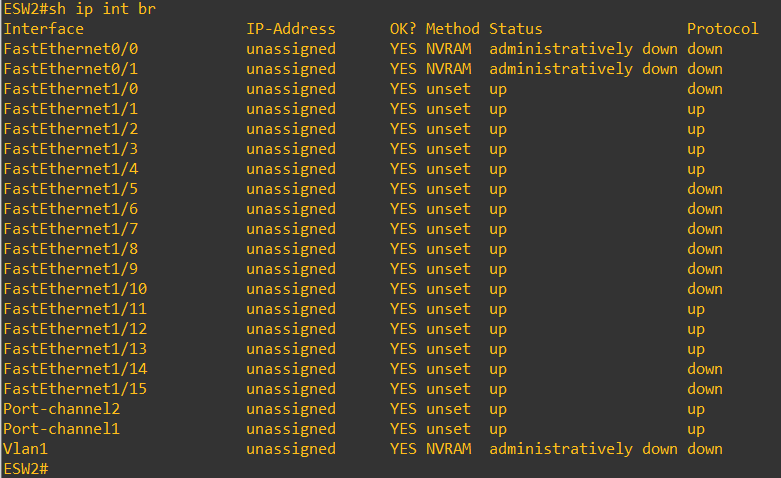 ESW2#sh ip int br
Interface                  IP-Address      OK? Method Status                Protocol
FastEthernet0/0            unassigned      YES NVRAM  administratively down down
FastEthernet0/1            unassigned      YES NVRAM  administratively down down
FastEthernet1/0            unassigned      YES unset  up                    down
FastEthernet1/1            unassigned      YES unset  up                    up
FastEthernet1/2            unassigned      YES unset  up                    up
FastEthernet1/3            unassigned      YES unset  up                    up
FastEthernet1/4            unassigned      YES unset  up                    up
FastEthernet1/5            unassigned      YES unset  up                    down
FastEthernet1/6            unassigned      YES unset  up                    down
FastEthernet1/7            unassigned      YES unset  up                    down
FastEthernet1/8            unassigned      YES unset  up                    down
FastEthernet1/9            unassigned      YES unset  up                    down
FastEthernet1/10           unassigned      YES unset  up                    down
FastEthernet1/11           unassigned      YES unset  up                    up
FastEthernet1/12           unassigned      YES unset  up                    up
FastEthernet1/13           unassigned      YES unset  up                    up
FastEthernet1/14           unassigned      YES unset  up                    down
FastEthernet1/15           unassigned      YES unset  up                    down
Port-channel2              unassigned      YES unset  up                    up
Port-channel1              unassigned      YES unset  up                    up
Vlan1                      unassigned      YES NVRAM  administratively down down
ESW2#